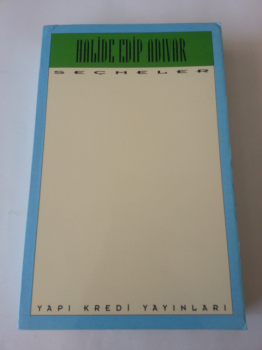 HALİDE EDİP ADIVAR
SEÇMELER
YAPI KREDİ YAYINLARI